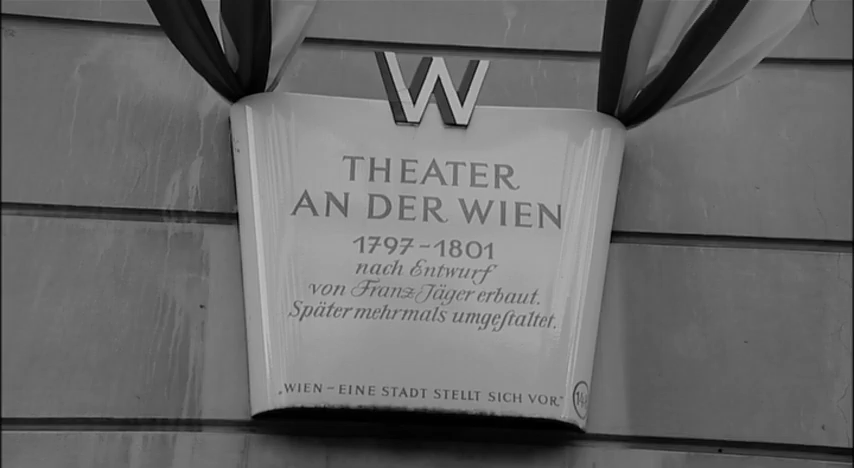 W
THEATER
AN DER WIEN
1797-1801
nach Entwurf
von Franz Jäger erbaut.
Später mehrmals umgeſtaltet.
„WIEN – EINE STADT STELLT SICH VOR.“